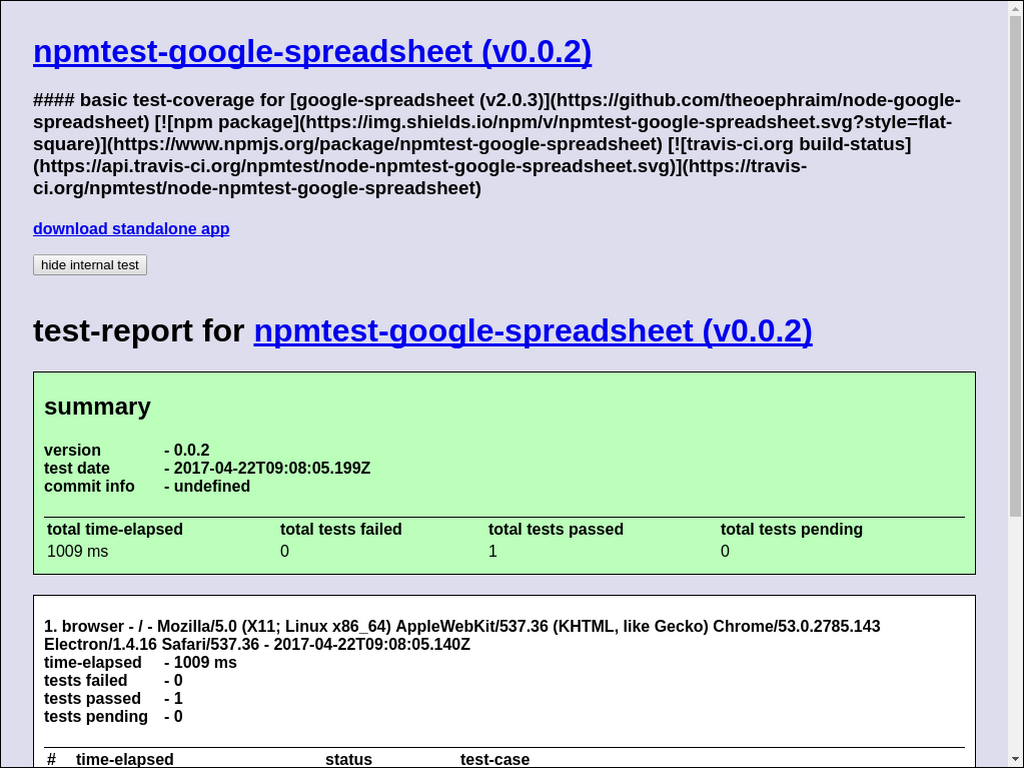 npmtest-google-spreadsheet (v0.0.2)
#### basic test-coverage for [google-spreadsheet (v2.0.3)](https://github.com/theoephraim/node-google-
spreadsheet) [![npm package](https://img.shields.io/npm/v/npmtest-google-spreadsheet.svg?style=flat-
square)](https://www.npmjs.org/package/npmtest-google-spreadsheet) [![travis-ci.org build-status]
(https://api.travis-ci.org/npmtest/node-npmtest-google-spreadsheet.svg)](https://travis-
ci.org/npmtest/node-npmtest-google-spreadsheet)
download standalone app
hide internal test
test-report for npmtest-google-spreadsheet (v0.0.2)
summary
version - 0.0.2
test date - 2017-04-22T09:08:05.199Z
commit info - undefined
total time-elapsed total tests failed total tests passed total tests pending
1009 ms 0 1 0
1. browser - / - Mozilla/5.0 (X11; Linux x86_64) AppleWebKit/537.36 (KHTML, like Gecko) Chrome/53.0.2785.143
Electron/1.4.16 Safari/537.36 - 2017-04-22T09:08:05.140Z
time-elapsed - 1009 ms
tests failed - 0
tests passed - 1
tests pending - 0
# time-elapsed status test-case